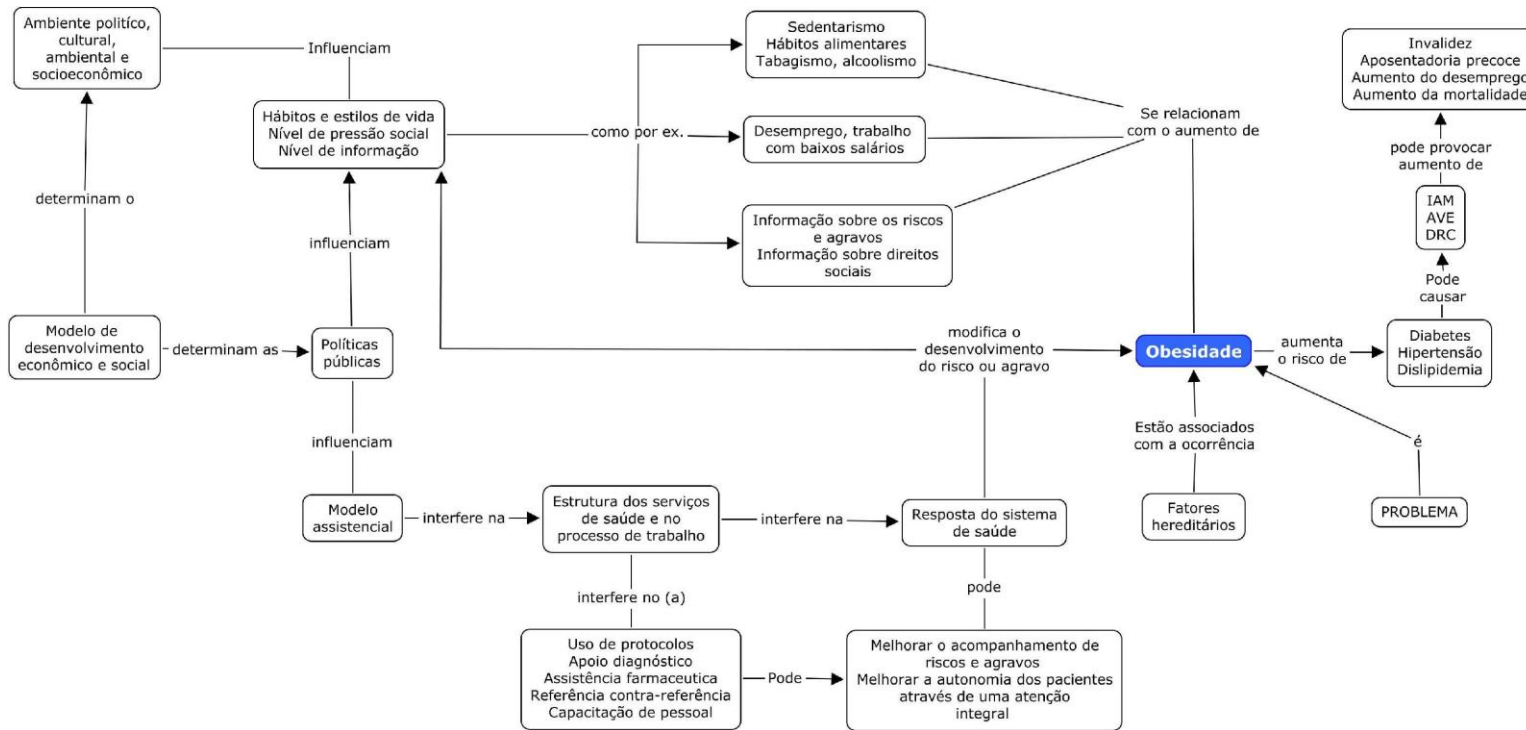 Ambiente politíco,
cultural,
ambiental e
socioeconômico
Influenciam
Sedentarismo
Hábitos alimentares
Tabagismo, alcoolismo
Invalidez
Aposentadoria precoce
Aumento do desemprego
Aumento da mortalidade
Hábitos e estilos de vida
Nível de pressão social
Nível de informação
como por ex.
Desemprego, trabalho
com baixos salários
Se relacionam
com o aumento de
pode provocar
aumento de
determinam o
influenciam
Informação sobre os riscos
e agravos
Informação sobre direitos
sociais
IAM
AVE
DRC
Pode
causar
Modelo de
desenvolvimento
econômico e social
determinam as
Políticas
públicas
modifica o
desenvolvimento
do risco ou agravo
Obesidade
aumenta
o risco de
Diabetes
Hipertensão
Dislipidemia
influenciam
Estão associados
com a ocorrência
é
Modelo
assistencial
interfere na
Estrutura dos serviços
de saúde e no
processo de trabalho
interfere na
Resposta do sistema
de saúde
Fatores
hereditários
PROBLEMA
interfere no (a)
pode
Uso de protocolos
Apoio diagnóstico
Assistência farmaceutica
Referência contra-referência
Capacitação de pessoal
Pode
Melhorar o acompanhamento de
riscos e agravos
Melhorar a autonomia dos pacientes
através de uma atenção
integral